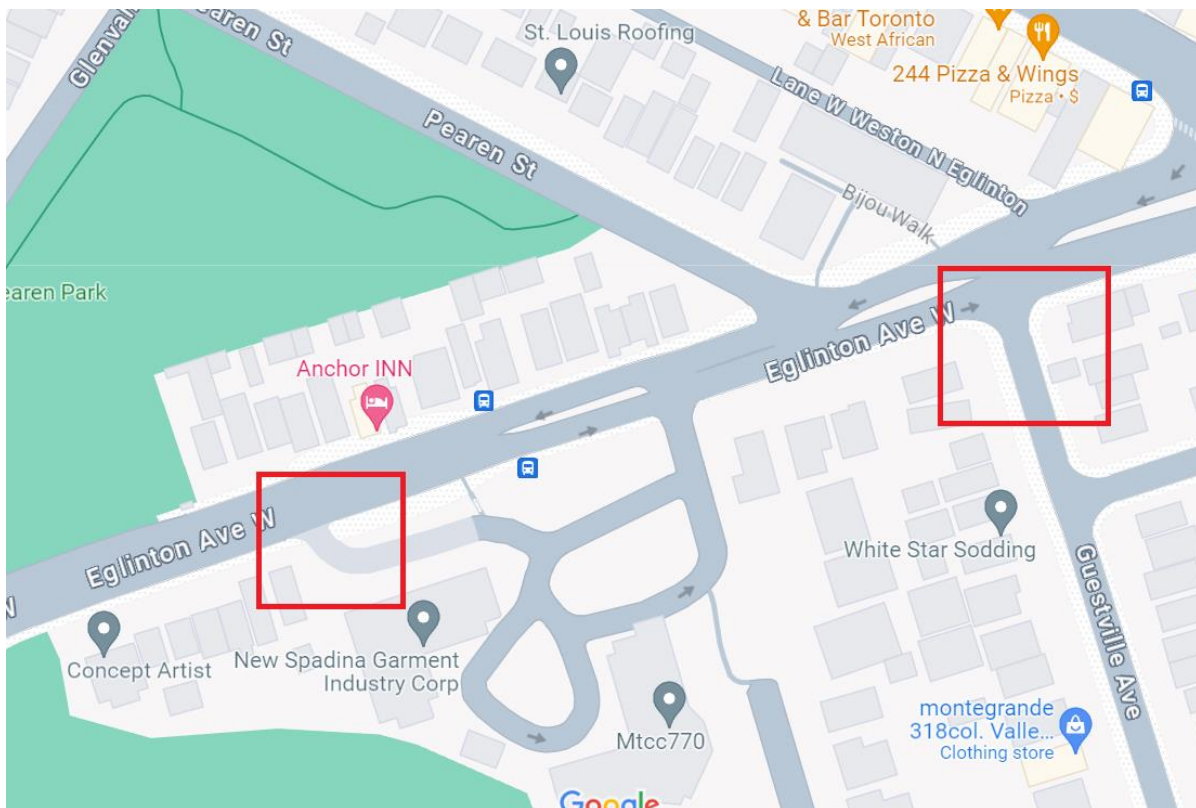 Glenval
Pearen St
St. Louis Roofing
& Bar Toronto
West African
244 Pizza & Wings
Pizza • $
Lane W Weston N Eglinton
Pearen St
Bijou Walk
earen Park
Eglinton Ave W
Anchor INN
Eglinton Ave W
W
White Star Sodding
Concept Artist
New Spadina Garment
Industry Corp
Guestville Ave
montegrande
318col. Valle...
Clothing store
Mtcc770
Google